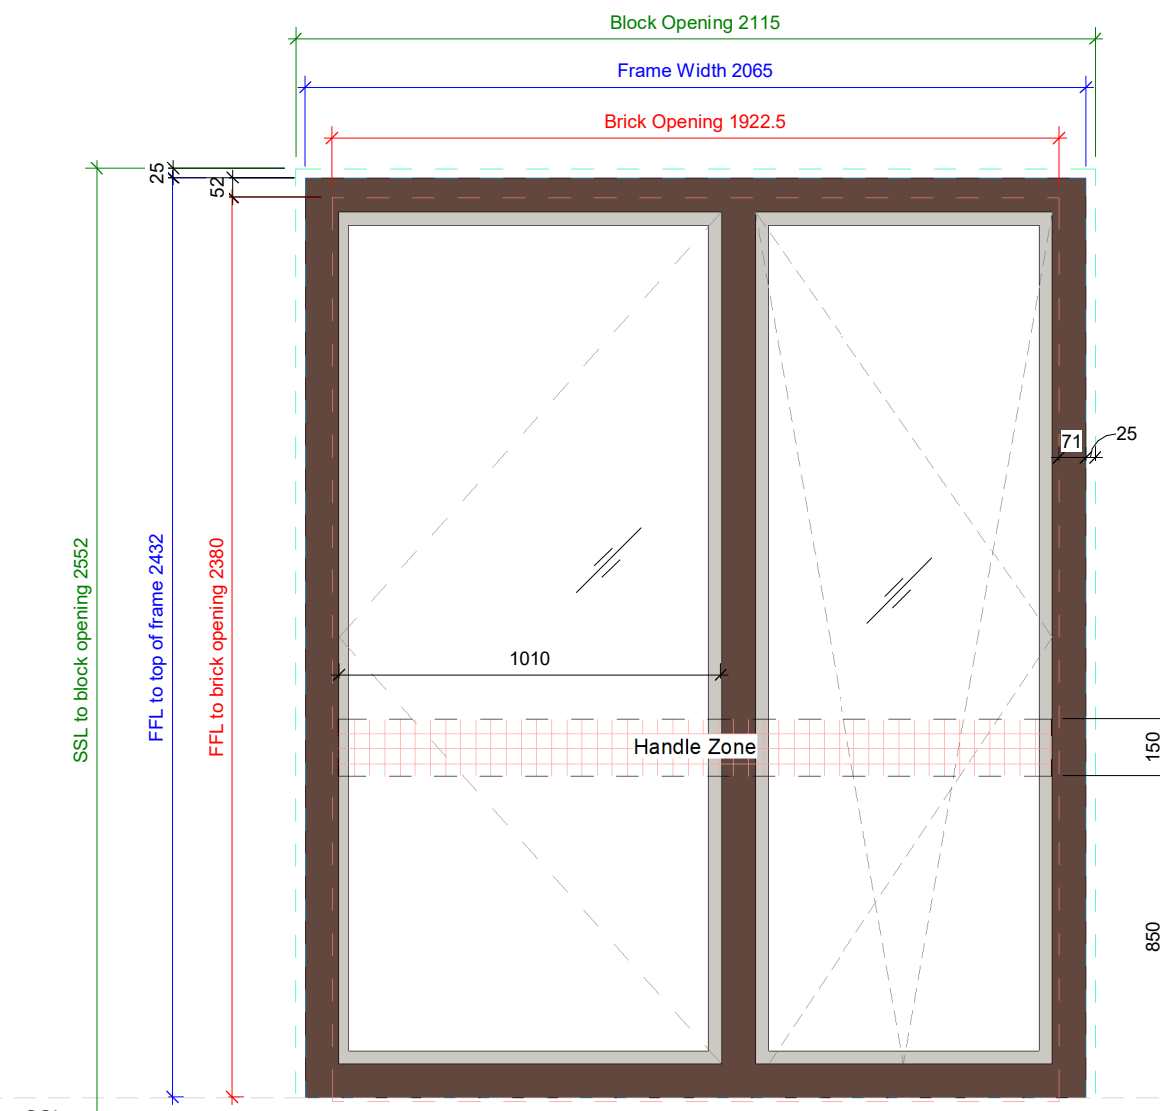 Block Opening 2115
Frame Width 2065
Brick Opening 1922.5
25
52
71
25
SSL to block opening 2552
FFL to top of frame 2432
FFL to brick opening 2380
1010
Handle Zone
150
850